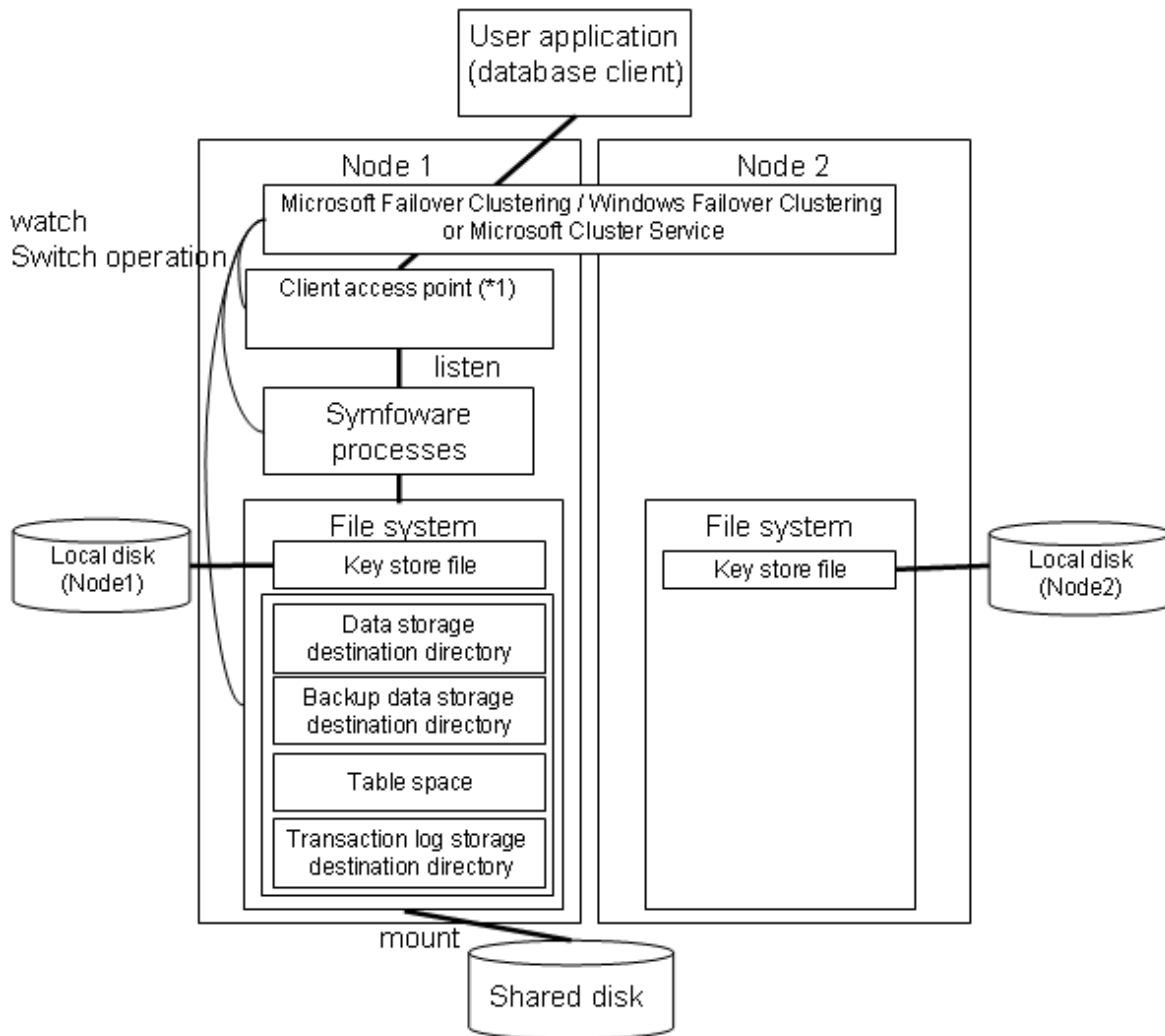 User application
(database client)
Node 1
Node 2
Microsoft Failover Clustering / Windows Failover Clustering
or Microsoft Cluster Service
watch
Switch operation
Client access point (*1)
listen
Symfoware
processes
File system
File system
Local disk
(Node1)
Key store file
Key store file
Local disk
(Node2)
Data storage
destination directory
Backup data storage
destination directory
Table space
Transaction log storage
destination directory
mount
Shared disk